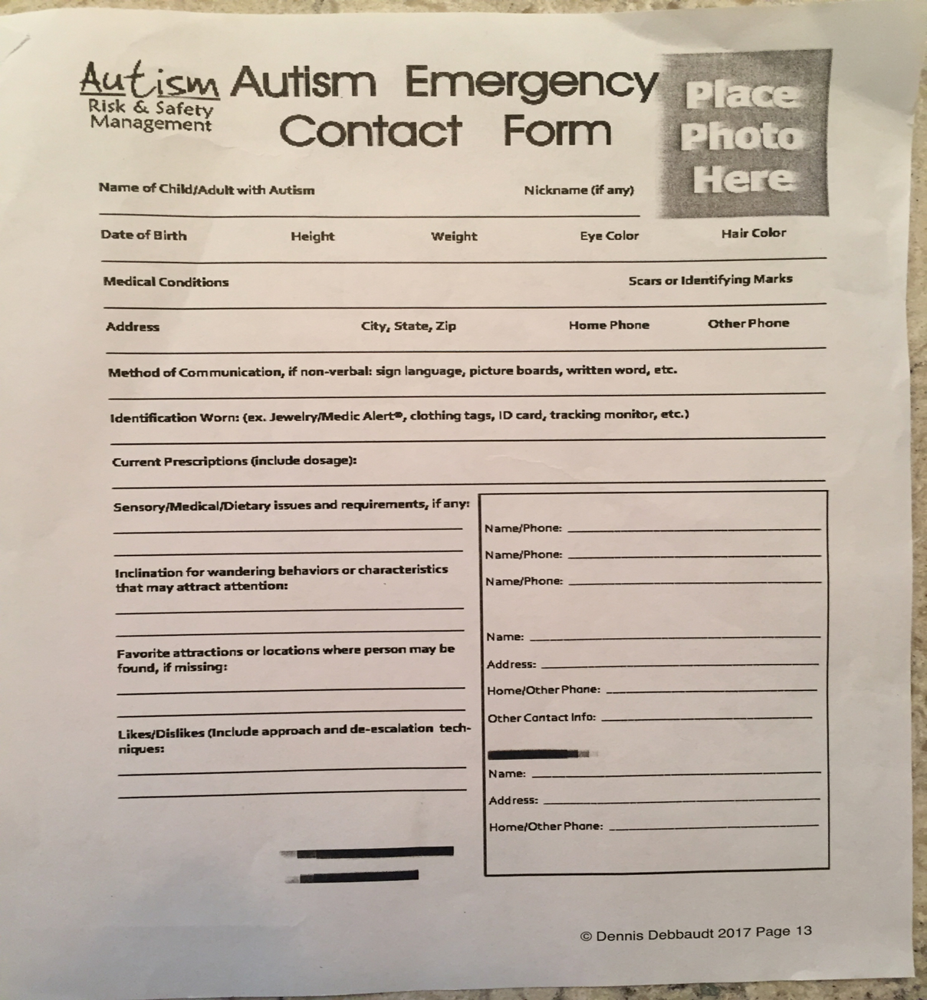 Autism
Risk & Safety
Management
Autism Emergency
Contact Form
Place
Photo
Here
Name of Child/Adult with Autism Nickname (if any)
Date of Birth Height Weight Eye Color Hair Color
Medical Conditions Scars or Identifying Marks
Address City, State, Zip Home Phone Other Phone
Method of Communication, if non-verbal: sign language, picture boards, written word, etc.
Identification Worn: (ex. Jewelry/Medic Alert®, clothing tags, ID card, tracking monitor, etc.)
Current Prescriptions (include dosage):
Sensory/Medical/Dietary issues and requirements, if any:
Inclination for wandering behaviors or characteristics
that may attract attention:
Favorite attractions or locations where person may be
found, if missing:
Likes/Dislikes (Include approach and de-escalation tech-
niques:
Name/Phone:
Name/Phone:
Name/Phone:
Name:
Address:
Home/Other Phone:
Other Contact Info:
Name:
Address:
Home/Other Phone:
© Dennis Debbaudt 2017 Page 13